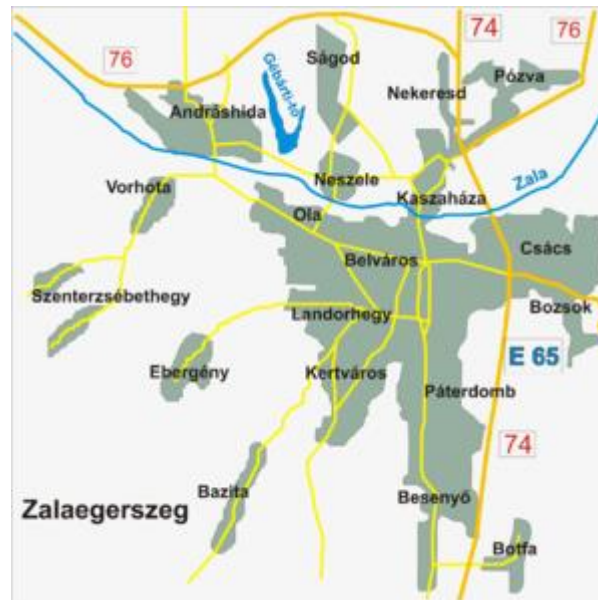 74
76
Ságod
76
Pózva
Gébárti-tó
Nekeresd
Andráshida
Zala
Neszele
Vorhota
Kaszaháza
Ola
Csács
Belváros
Szenterzsébethegy
Bozsok
Landorhegy
E 65
Ebergény
Kertváros
Páterdomb
74
Bazita
Besenyő
Zalaegerszeg
Botfa